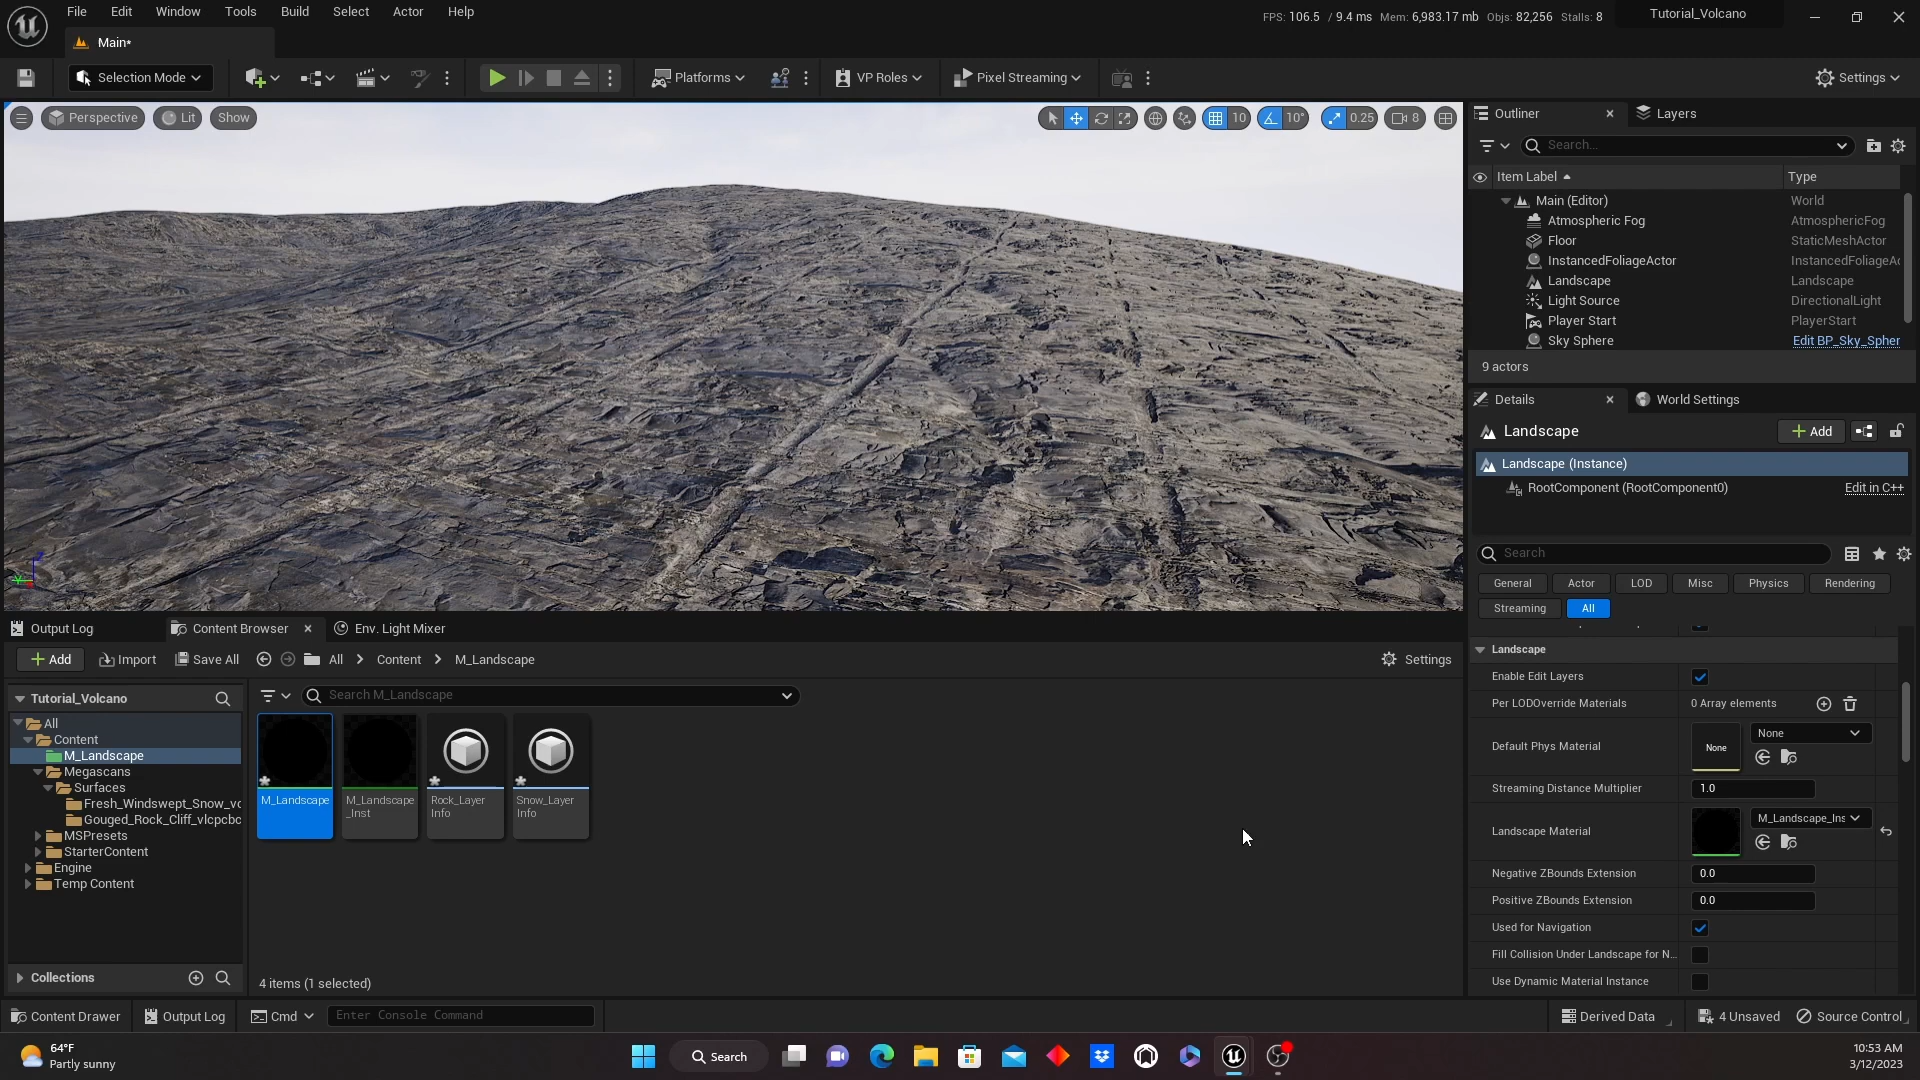 File Edit Window Tools Build Select Actor Help
FPS: 106.5 / 9.4 ms Mem: 6,983.17 mb Objs: 82,256 Stalls: 8
Tutorial_Volcano
Main*
Selection Mode
Platforms
VP Roles
Pixel Streaming
Settings
Perspective
Lit
Show
10
10°
0.25
8
Outliner
Layers
Search...
Item Label
Type
Main (Editor) World
Atmospheric Fog AtmosphericFog
Floor StaticMeshActor
InstancedFoliageActor InstancedFoliageAc
Landscape Landscape
Light Source DirectionalLight
Player Start PlayerStart
Sky Sphere Edit BP_Sky_Spher
9 actors
Details
World Settings
Landscape
Add
Landscape (Instance)
RootComponent (RootComponent0) Edit in C++
Search
General Actor LOD Misc Physics Rendering
Streaming All
Landscape
Enable Edit Layers
Per LODOverride Materials 0 Array elements
Default Phys Material None None
Streaming Distance Multiplier 1.0
Landscape Material M_Landscape_Ins
Negative ZBounds Extension 0.0
Positive ZBounds Extension 0.0
Used for Navigation
Fill Collision Under Landscape for N...
Use Dynamic Material Instance
Output Log
Content Browser
Env. Light Mixer
Add
Import
Save All
All > Content > M_Landscape
Settings
Tutorial_Volcano
Search M_Landscape
All
Content
M_Landscape
Megascans
Surfaces
Fresh_Windswept_Snow_vc
Gouged_Rock_Cliff_vlcpcbc
MSPresets
StarterContent
Engine
Temp Content
M_Landscape
M_Landscape
_Inst
Rock_Layer
Info
Snow_Layer
Info
Collections
4 items (1 selected)
Content Drawer
Output Log
Cmd
Enter Console Command
Derived Data
4 Unsaved
Source Control
64°F
Partly sunny
Search
10:53 AM
3/12/2023